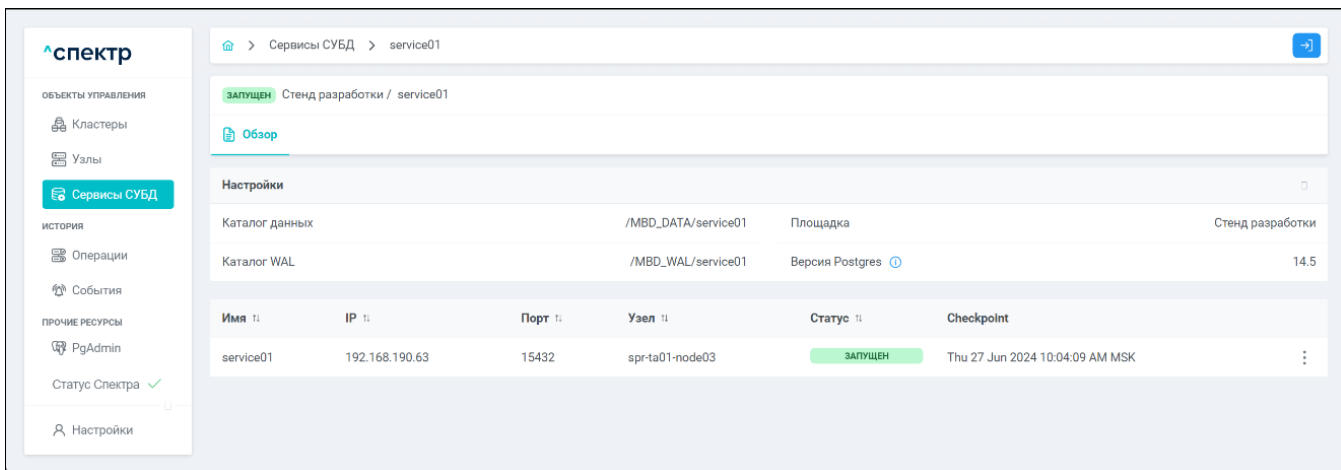 ^спектр
ОБЪЕКТЫ УПРАВЛЕНИЯ
Кластеры
Узлы
Сервисы СУБД
ИСТОРИЯ
Операции
События
ПРОЧИЕ РЕСУРСЫ
PgAdmin
Статус Спектра
Настройки
> Сервисы СУБД > service01
ЗАПУЩЕН Стенд разработки / service01
Обзор
Настройки
Каталог данных /MBD_DATA/service01 Площадка Стенд разработки
Каталог WAL /MBD_WAL/service01 Версия Postgres 14.5
Имя IP Порт Узел Статус Checkpoint
service01 192.168.190.63 15432 spr-ta01-node03 ЗАПУЩЕН Thu 27 Jun 2024 10:04:09 AM MSK